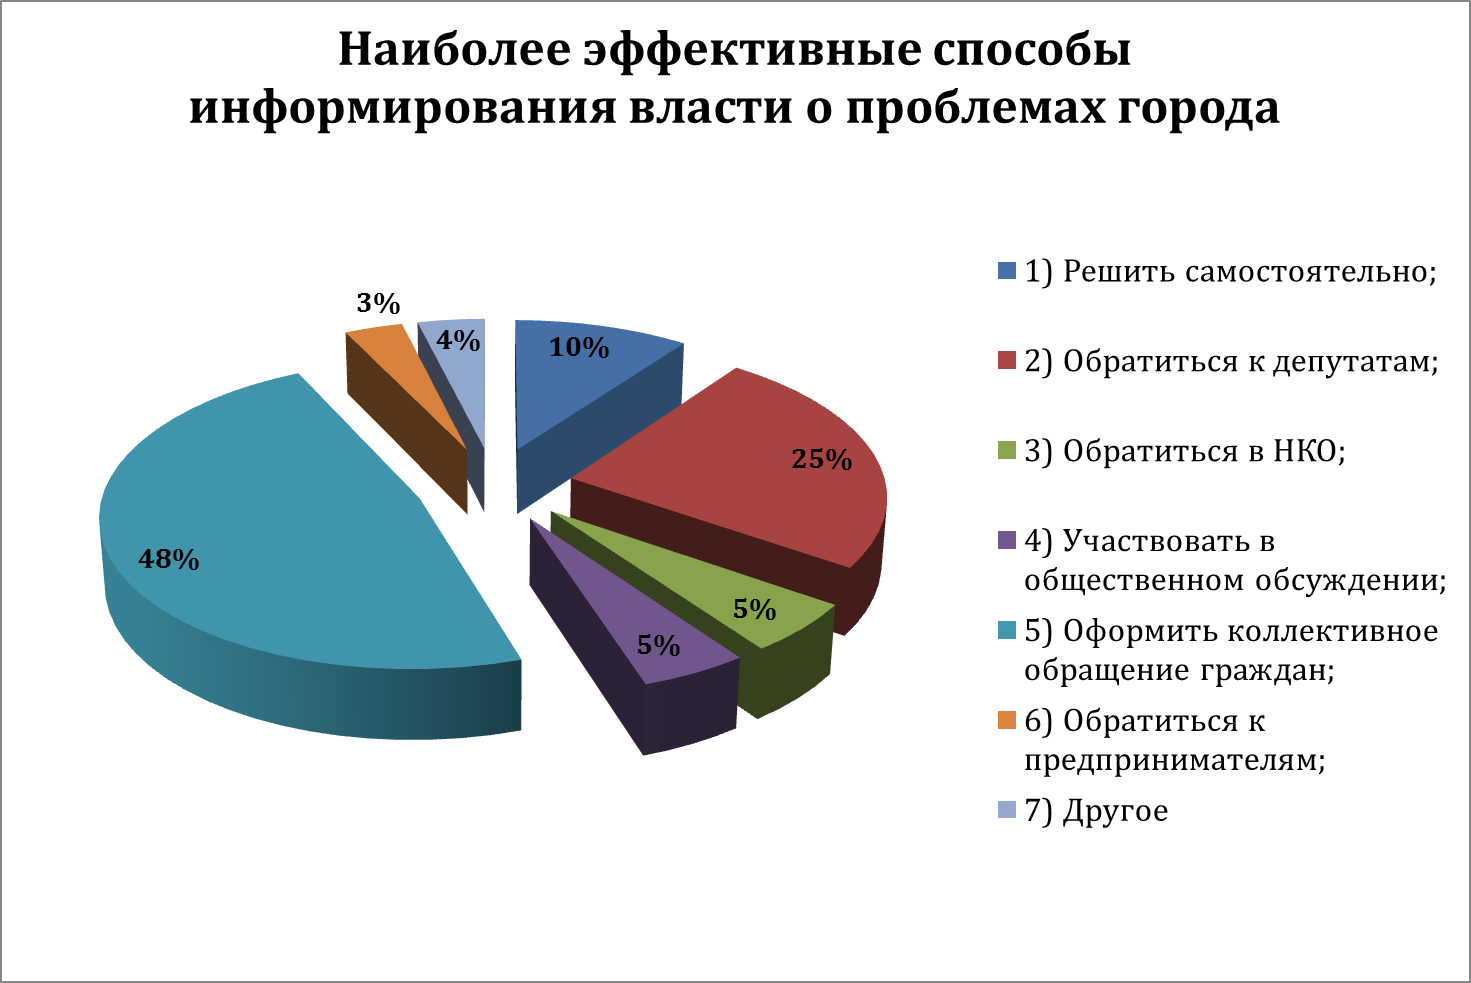 Наиболее эффективные способы
информирования власти о проблемах города
3%
4%
10%
25%
48%
5%
5%
1) Решить самостоятельно;
2) Обратиться к депутатам;
3) Обратиться в НКО;
4) Участвовать в
общественном обсуждении;
5) Оформить коллективное
обращение граждан;
6) Обратиться к
предпринимателям;
7) Другое